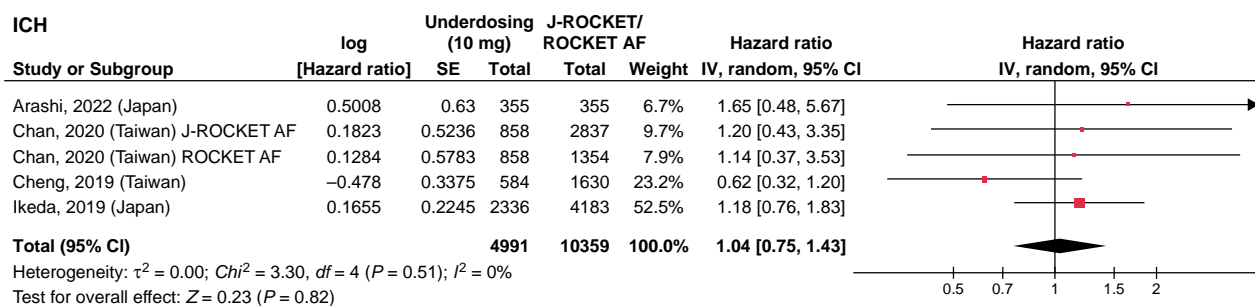 ICH
Underdosing J-ROCKET/
log (10 mg) ROCKET AF Hazard ratio Hazard ratio
Study or Subgroup [Hazard ratio] SE Total Total Weight IV, random, 95% CI IV, random, 95% CI
Arashi, 2022 (Japan) 0.5008 0.63 355 355 6.7% 1.65 [0.48, 5.67]
Chan, 2020 (Taiwan) J-ROCKET AF 0.1823 0.5236 858 2837 9.7% 1.20 [0.43, 3.35]
Chan, 2020 (Taiwan) ROCKET AF 0.1284 0.5783 858 1354 7.9% 1.14 [0.37, 3.53]
Cheng, 2019 (Taiwan) –0.478 0.3375 584 1630 23.2% 0.62 [0.32, 1.20]
Ikeda, 2019 (Japan) 0.1655 0.2245 2336 4183 52.5% 1.18 [0.76, 1.83]
Total (95% CI) 4991 10359 100.0% 1.04 [0.75, 1.43]
Heterogeneity: τ² = 0.00; Chi² = 3.30, df = 4 (P = 0.51); I² = 0%
Test for overall effect: Z = 0.23 (P = 0.82)
0.5 0.7 1 1.5 2